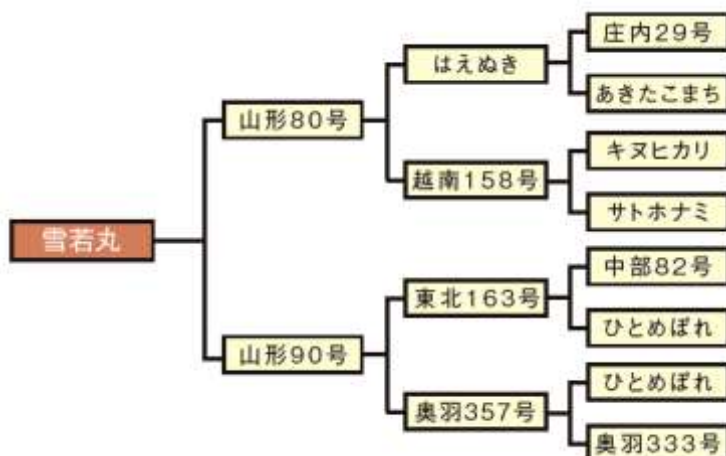 雪若丸
山形80号
山形90号
はえぬき
越南158号
東北163号
奥羽357号
庄内29号
あきたこまち
キヌヒカリ
サトホナミ
中部82号
ひとめぼれ
ひとめぼれ
奥羽333号